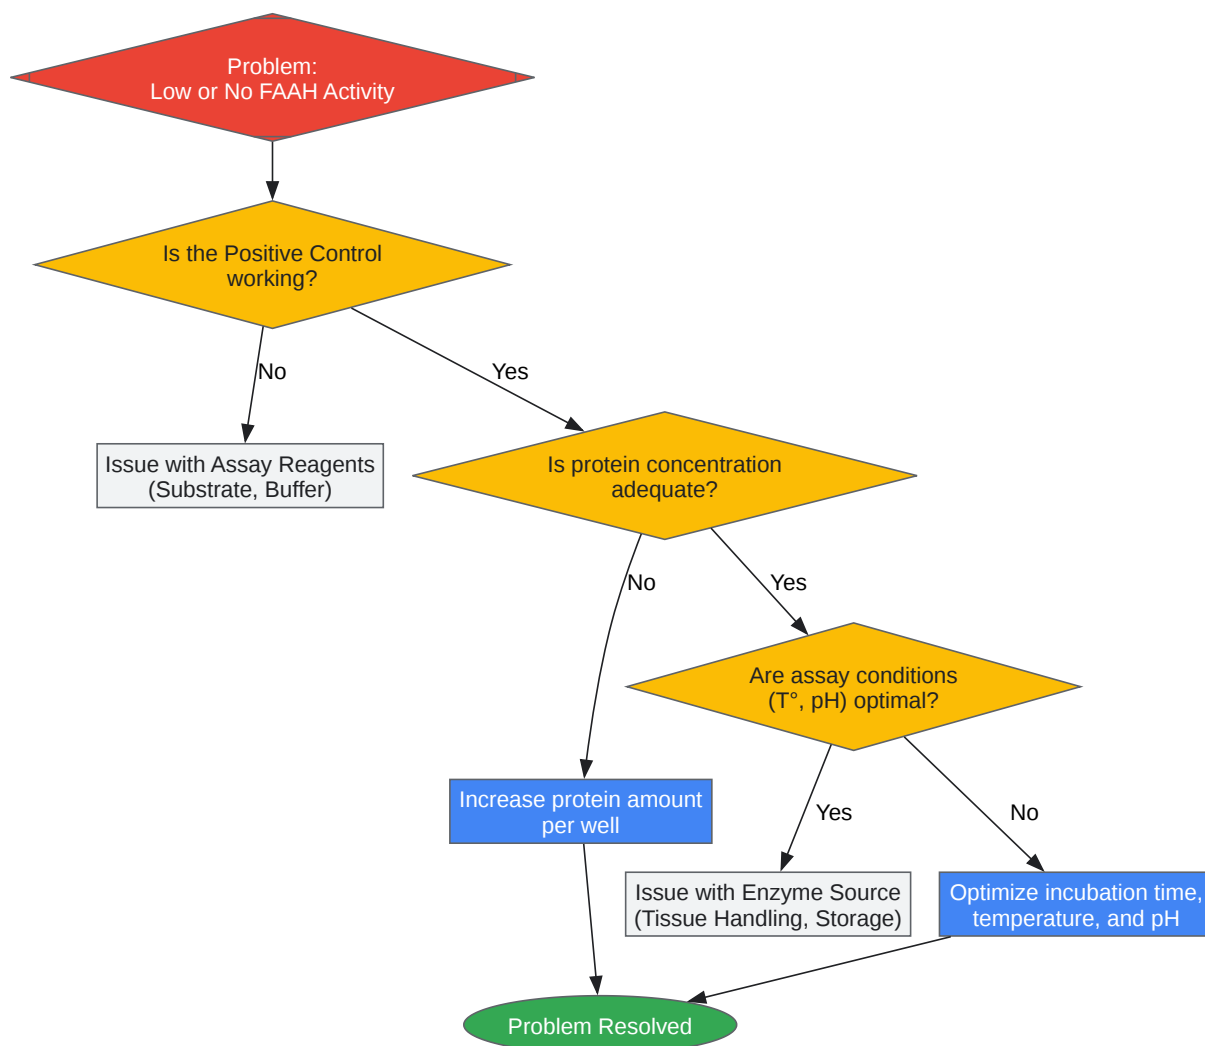 Problem:
Low or No FAAH Activity
Is the Positive Control
working?
No
Yes
Issue with Assay Reagents
(Substrate, Buffer)
Is protein concentration
adequate?
No
Yes
Are assay conditions
(T°, pH) optimal?
Increase protein amount
per well
Yes
No
Issue with Enzyme Source
(Tissue Handling, Storage)
Optimize incubation time,
temperature, and pH
Problem Resolved